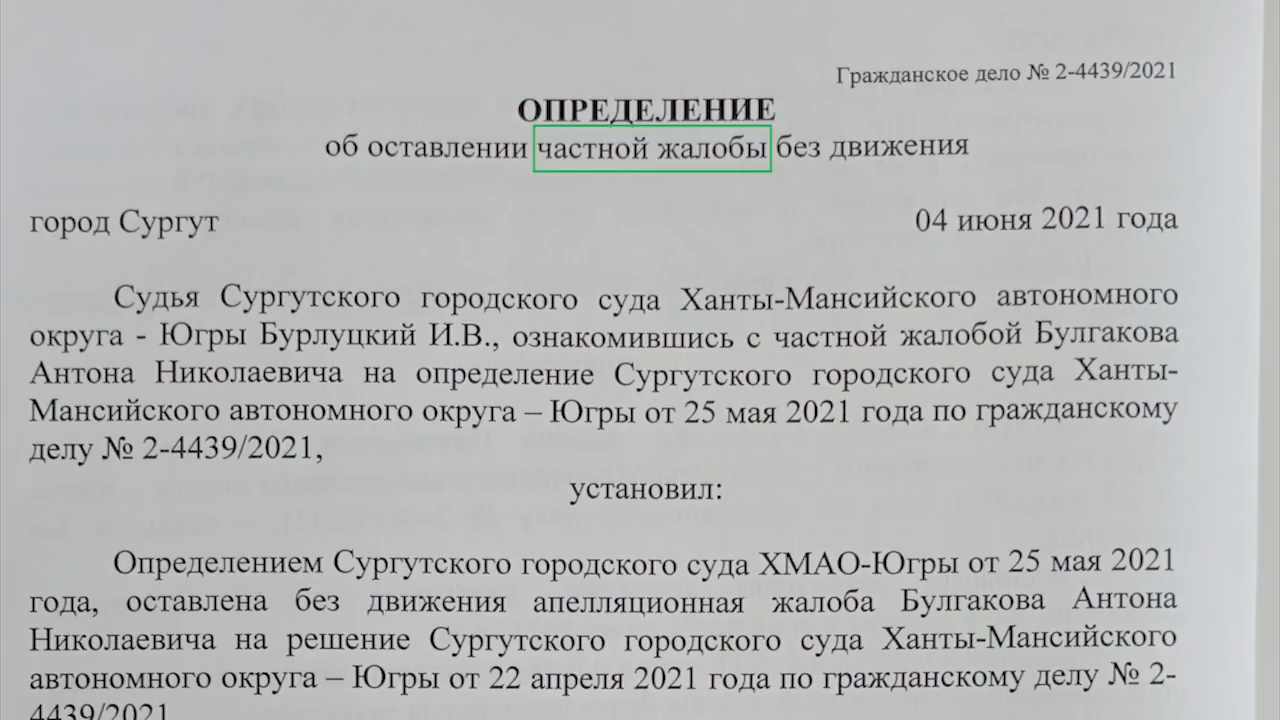 Гражданское дело № 2-4439/2021
ОПРЕДЕЛЕНИЕ
об оставлении частной жалобы без движения
город Сургут 04 июня 2021 года
Судья Сургутского городского суда Ханты-Мансийского автономного
округа - Югры Бурлуцкий И.В., ознакомившись с частной жалобой Булгакова
Антона Николаевича на определение Сургутского городского суда Ханты-
Мансийского автономного округа – Югры от 25 мая 2021 года по гражданскому
делу № 2-4439/2021,
установил:
Определением Сургутского городского суда ХМАО-Югры от 25 мая 2021
года, оставлена без движения апелляционная жалоба Булгакова Антона
Николаевича на решение Сургутского городского суда Ханты-Мансийского
автономного округа – Югры от 22 апреля 2021 года по гражданскому делу № 2-
4439/2021